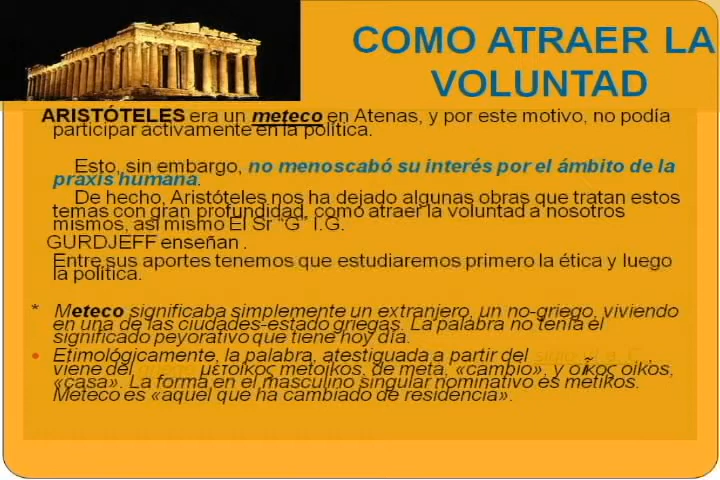 COMO ATRAER LA
VOLUNTAD
ARISTÓTELES era un meteco en Atenas, y por este motivo, no podía
participar activamente en la política.
Esto, sin embargo, no menoscabó su interés por el ámbito de la
praxis humana.
De hecho, Aristóteles nos ha dejado algunas obras que tratan estos
temas con gran profundidad, como atraer la voluntad a nosotros
mismos, así mismo El Sr "G" I.G.
GURDJEFF enseñan .
Entre sus aportes tenemos que estudiaremos primero la ética y luego
la política.
* Meteco significaba simplemente un extranjero, un no-griego, viviendo
en una de las ciudades-estado griegas. La palabra no tenía el
significado peyorativo que tiene hoy día.
Etimológicamente, la palabra, atestiguada a partir del
viene del griego μέτοίκος metoikos, de meta, «cambio», y οἶκος oikos,
«casa». La forma en el masculino singular nominativo es metikos.
Meteco es «aquel que ha cambiado de residencia».